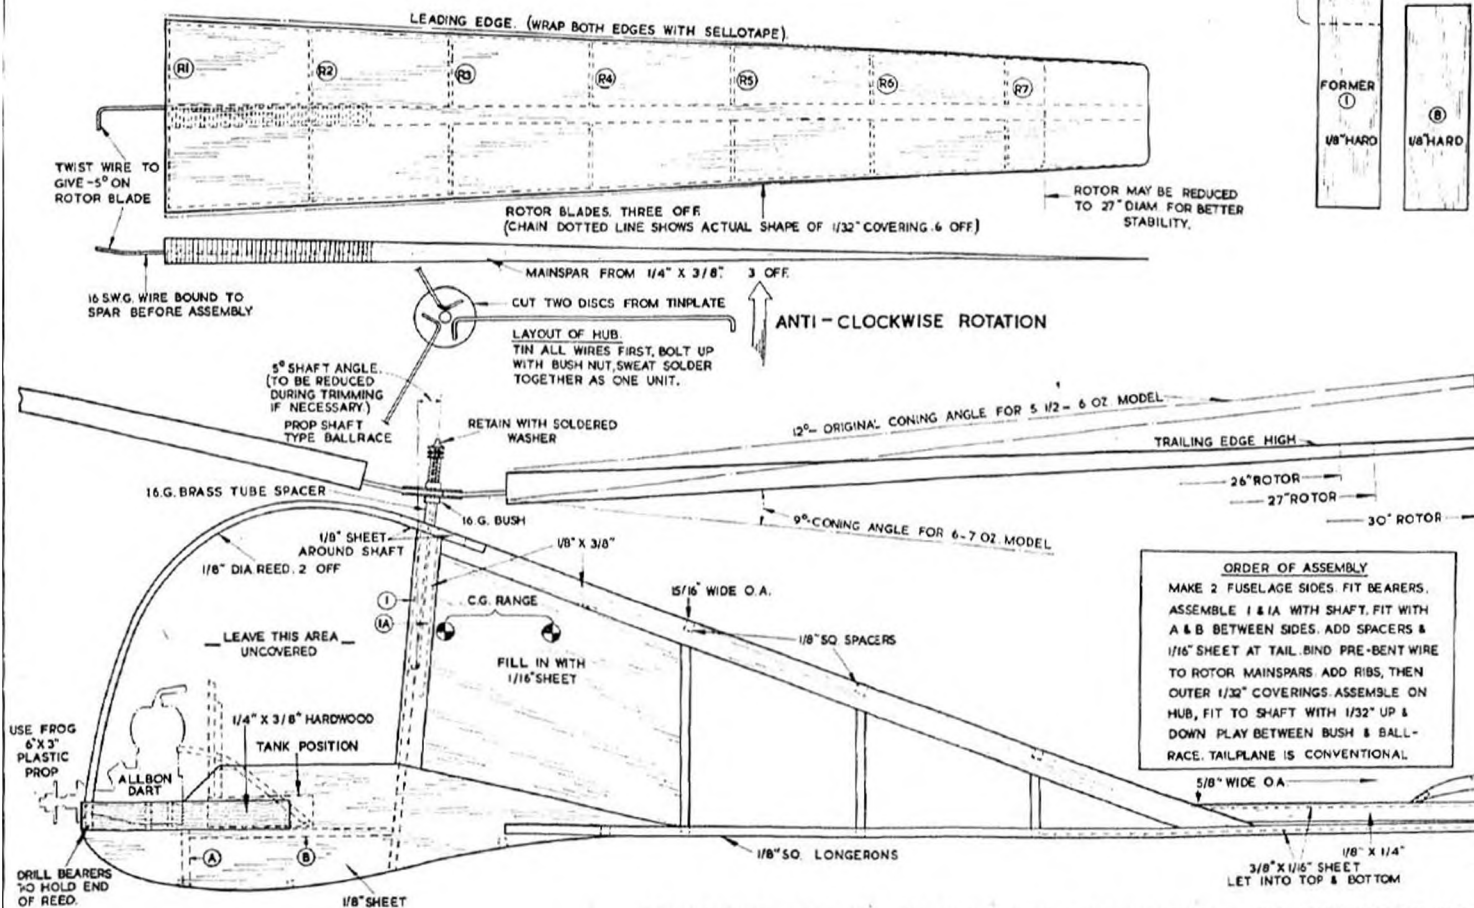 LEADING EDGE. (WRAP BOTH EDGES WITH SELLOTAPE).
R1
R2
R3
R4
R5
R6
R7
FORMER
1
1/8" HARD
B
1/8" HARD
TWIST WIRE TO
GIVE -5° ON
ROTOR BLADE
ROTOR BLADES. THREE OFF.
(CHAIN DOTTED LINE SHOWS ACTUAL SHAPE OF 1/32" COVERING. 6 OFF)
ROTOR MAY BE REDUCED
TO 27" DIAM. FOR BETTER
STABILITY.
MAINSPAR FROM 1/4" X 3/8". 3 OFF.
16 S.W.G. WIRE BOUND TO
SPAR BEFORE ASSEMBLY
CUT TWO DISCS FROM TINPLATE
LAYOUT OF HUB.
TIN ALL WIRES FIRST, BOLT UP
WITH BUSH NUT, SWEAT SOLDER
TOGETHER AS ONE UNIT.
ANTI-CLOCKWISE ROTATION
5° SHAFT ANGLE.
(TO BE REDUCED
DURING TRIMMING
IF NECESSARY.)
PROP SHAFT
TYPE BALLRACE
RETAIN WITH SOLDERED
WASHER
12°- ORIGINAL CONING ANGLE FOR 5 1/2 - 6 OZ. MODEL
TRAILING EDGE HIGH
26" ROTOR
27" ROTOR
30" ROTOR
16.G. BRASS TUBE SPACER
16 G. BUSH
9°-CONING ANGLE FOR 6-7 OZ. MODEL
1/8" SHEET
AROUND SHAFT
1/8" DIA REED. 2 OFF
1/8" X 3/8"
15/16" WIDE O.A.
1
1A
C.G. RANGE
1/8" SQ SPACERS
LEAVE THIS AREA
UNCOVERED
FILL IN WITH
1/16" SHEET
ORDER OF ASSEMBLY
MAKE 2 FUSELAGE SIDES. FIT BEARERS.
ASSEMBLE 1 & 1A WITH SHAFT. FIT WITH
A & B BETWEEN SIDES. ADD SPACERS &
1/16" SHEET AT TAIL. BIND PRE-BENT WIRE
TO ROTOR MAINSPARS. ADD RIBS, THEN
OUTER 1/32" COVERINGS. ASSEMBLE ON
HUB, FIT TO SHAFT WITH 1/32" UP &
DOWN PLAY BETWEEN BUSH & BALL-
RACE. TAILPLANE IS CONVENTIONAL
USE FROG
6" X 3"
PLASTIC
PROP
1/4" X 3/8" HARDWOOD
TANK POSITION
ALLBON
DART
5/8" WIDE O.A.
A
B
DRILL BEARERS
TO HOLD END
OF REED.
1/8" SHEET
1/8" SQ. LONGERONS
1/8" X 1/4"
3/8" X 1/16" SHEET
LET INTO TOP & BOTTOM